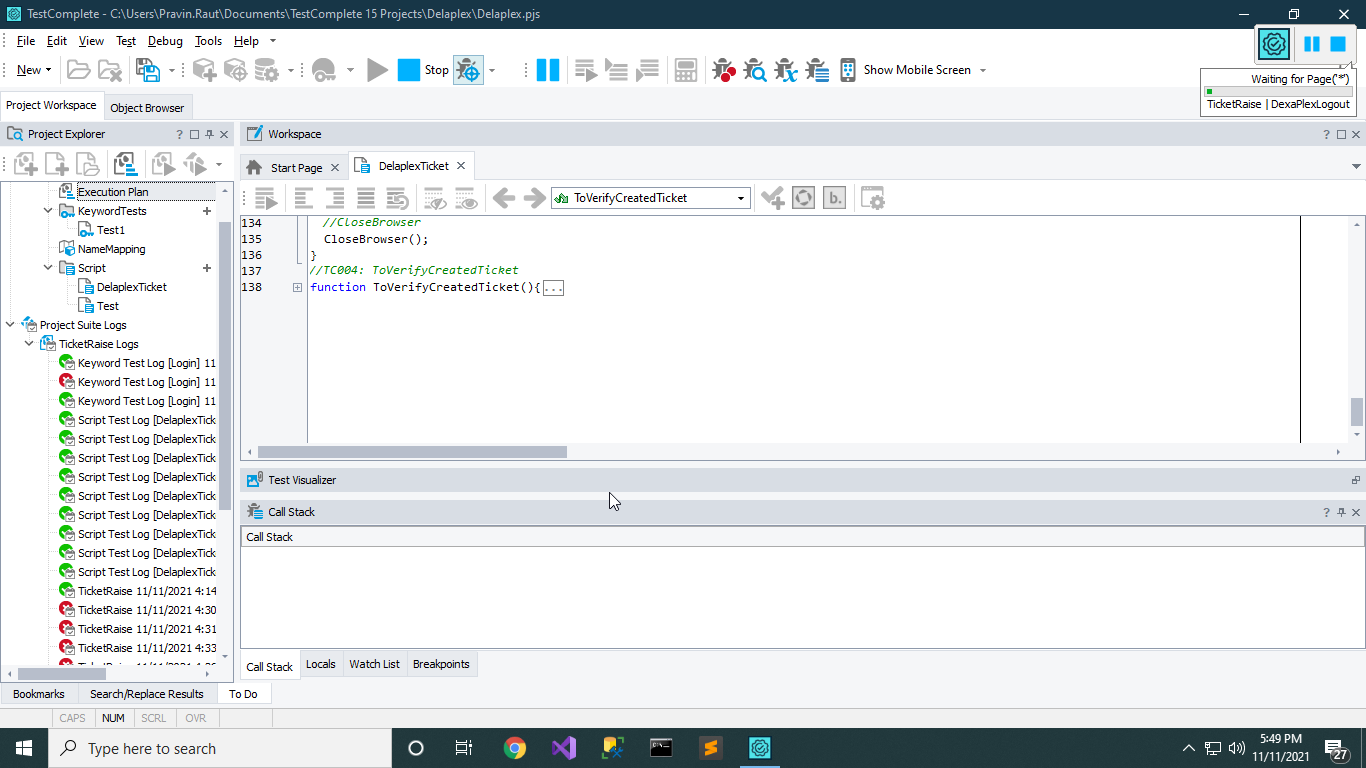 TestComplete - C:\Users\Pravin.Raut\Documents\TestComplete 15 Projects\Delaplex\Delaplex.pjs
File Edit View Test Debug Tools Help
New Stop Show Mobile Screen
Waiting for Page('*')
TicketRaise | DexaPlexLogout
Project Workspace Object Browser
Project Explorer ?
Workspace ?
Start Page DelaplexTicket
ToVerifyCreatedTicket b.
Execution Plan
KeywordTests
Test1
NameMapping
Script
DelaplexTicket
Test
Project Suite Logs
TicketRaise Logs
Keyword Test Log [Login] 11
Keyword Test Log [Login] 11
Keyword Test Log [Login] 11
Script Test Log [DelaplexTick
Script Test Log [DelaplexTick
Script Test Log [DelaplexTick
Script Test Log [DelaplexTick
Script Test Log [DelaplexTick
Script Test Log [DelaplexTick
Script Test Log [DelaplexTick
Script Test Log [DelaplexTick
Script Test Log [DelaplexTick
TicketRaise 11/11/2021 4:14
TicketRaise 11/11/2021 4:30
TicketRaise 11/11/2021 4:31
TicketRaise 11/11/2021 4:33
134 //CloseBrowser
135 CloseBrowser();
136 }
137 //TC004: ToVerifyCreatedTicket
138 function ToVerifyCreatedTicket(){...
Test Visualizer
Call Stack ?
Call Stack
Call Stack Locals Watch List Breakpoints
Bookmarks Search/Replace Results To Do
CAPS NUM SCRL OVR
Type here to search
5:49 PM
11/11/2021
27